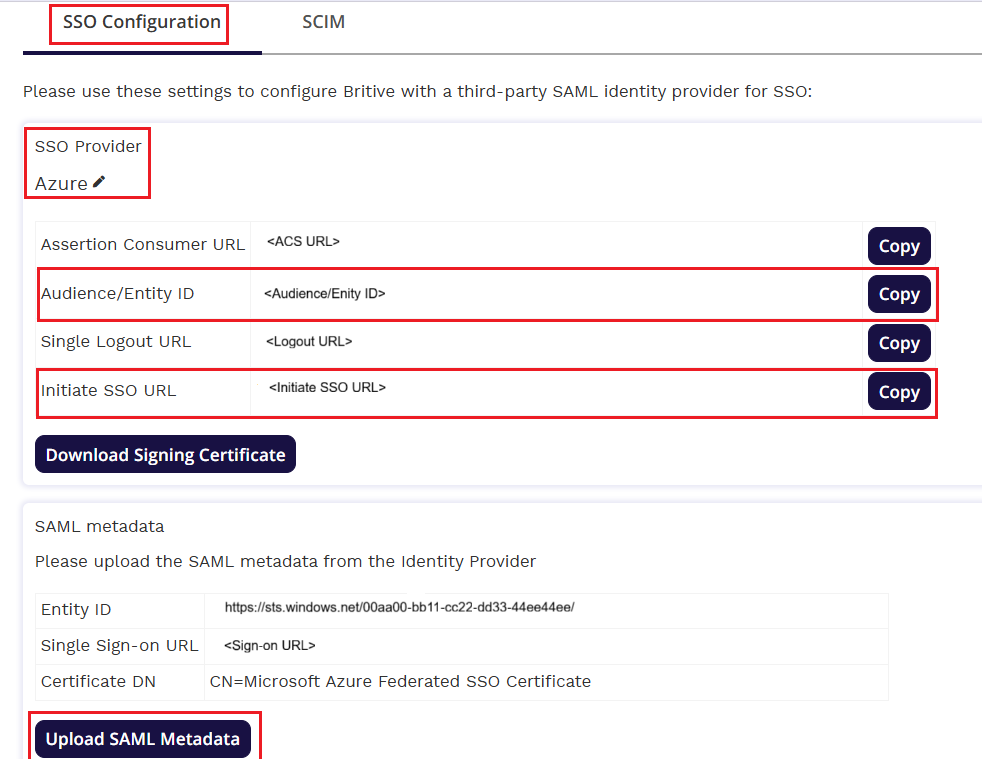 SSO Configuration SCIM
Please use these settings to configure Britive with a third-party SAML identity provider for SSO:
SSO Provider
Azure
Assertion Consumer URL <ACS URL> Copy
Audience/Entity ID <Audience/Enity ID> Copy
Single Logout URL <Logout URL> Copy
Initiate SSO URL <Initiate SSO URL> Copy
Download Signing Certificate
SAML metadata
Please upload the SAML metadata from the Identity Provider
Entity ID https://sts.windows.net/00aa00-bb11-cc22-dd33-44ee44ee/
Single Sign-on URL <Sign-on URL>
Certificate DN CN=Microsoft Azure Federated SSO Certificate
Upload SAML Metadata